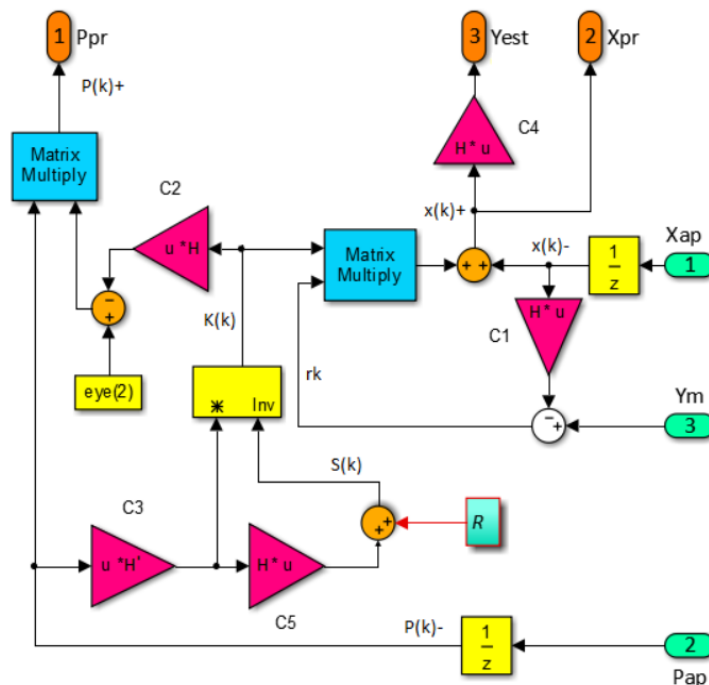 1 Ppr
3 Yest
2 Xpr
P(k)+
Matrix
Multiply
C2
H* u
C4
u *H
x(k)+
x(k)-
Xap
1
Matrix
Multiply
+ +
1
z
-
+
K(k)
H* u
C1
eye(2)
* Inv
rk
Ym
- +
3
S(k)
C3
+
+
R
u *H'
H* u
C5
P(k)-
1
z
2
Pap